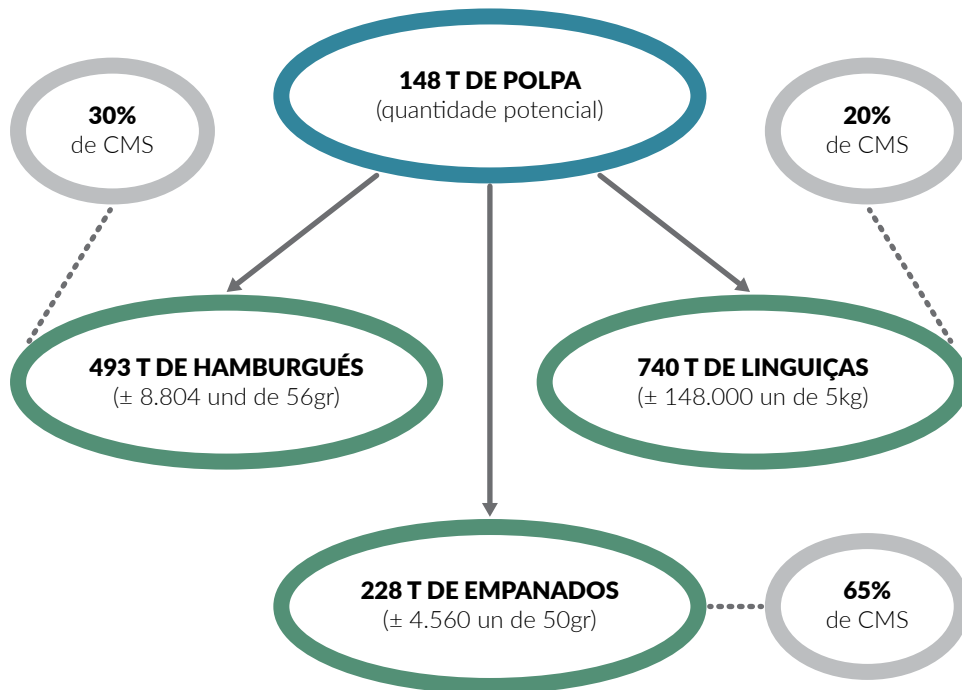 148 T DE POLPA
(quantidade potencial)
30%
de CMS
20%
de CMS
493 T DE HAMBURGUÉS
(± 8.804 und de 56gr)
740 T DE LINGUIÇAS
(± 148.000 un de 5kg)
228 T DE EMPANADOS
(± 4.560 un de 50gr)
65%
de CMS